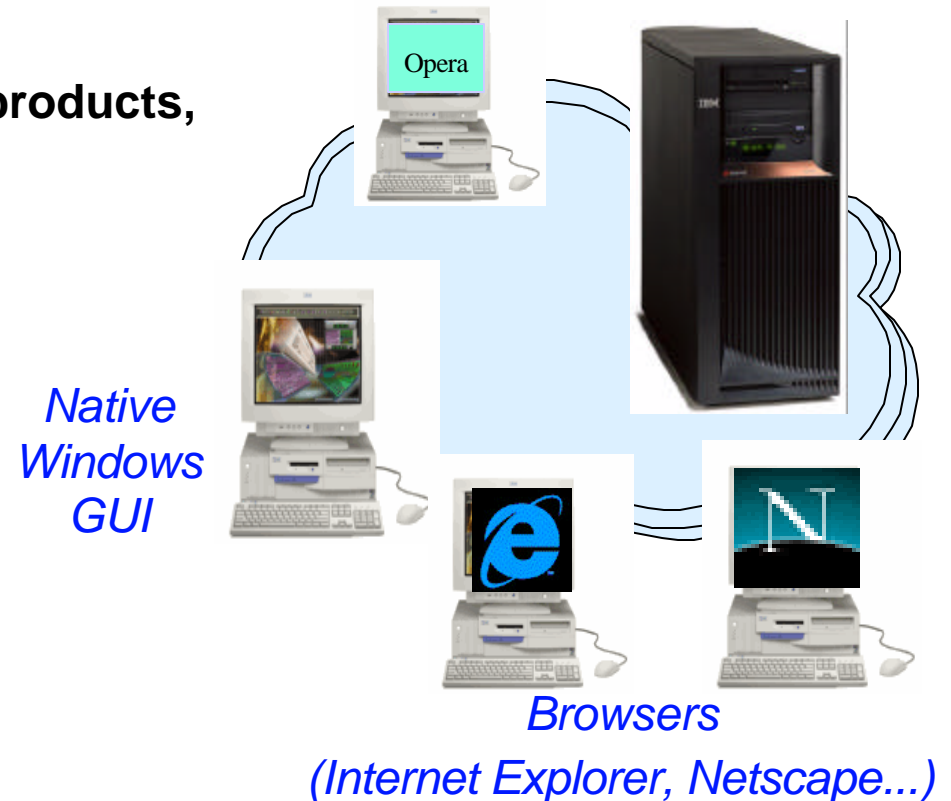 Opera
products,
IBM
Native
Windows
GUI
Browsers
(Internet Explorer, Netscape...)